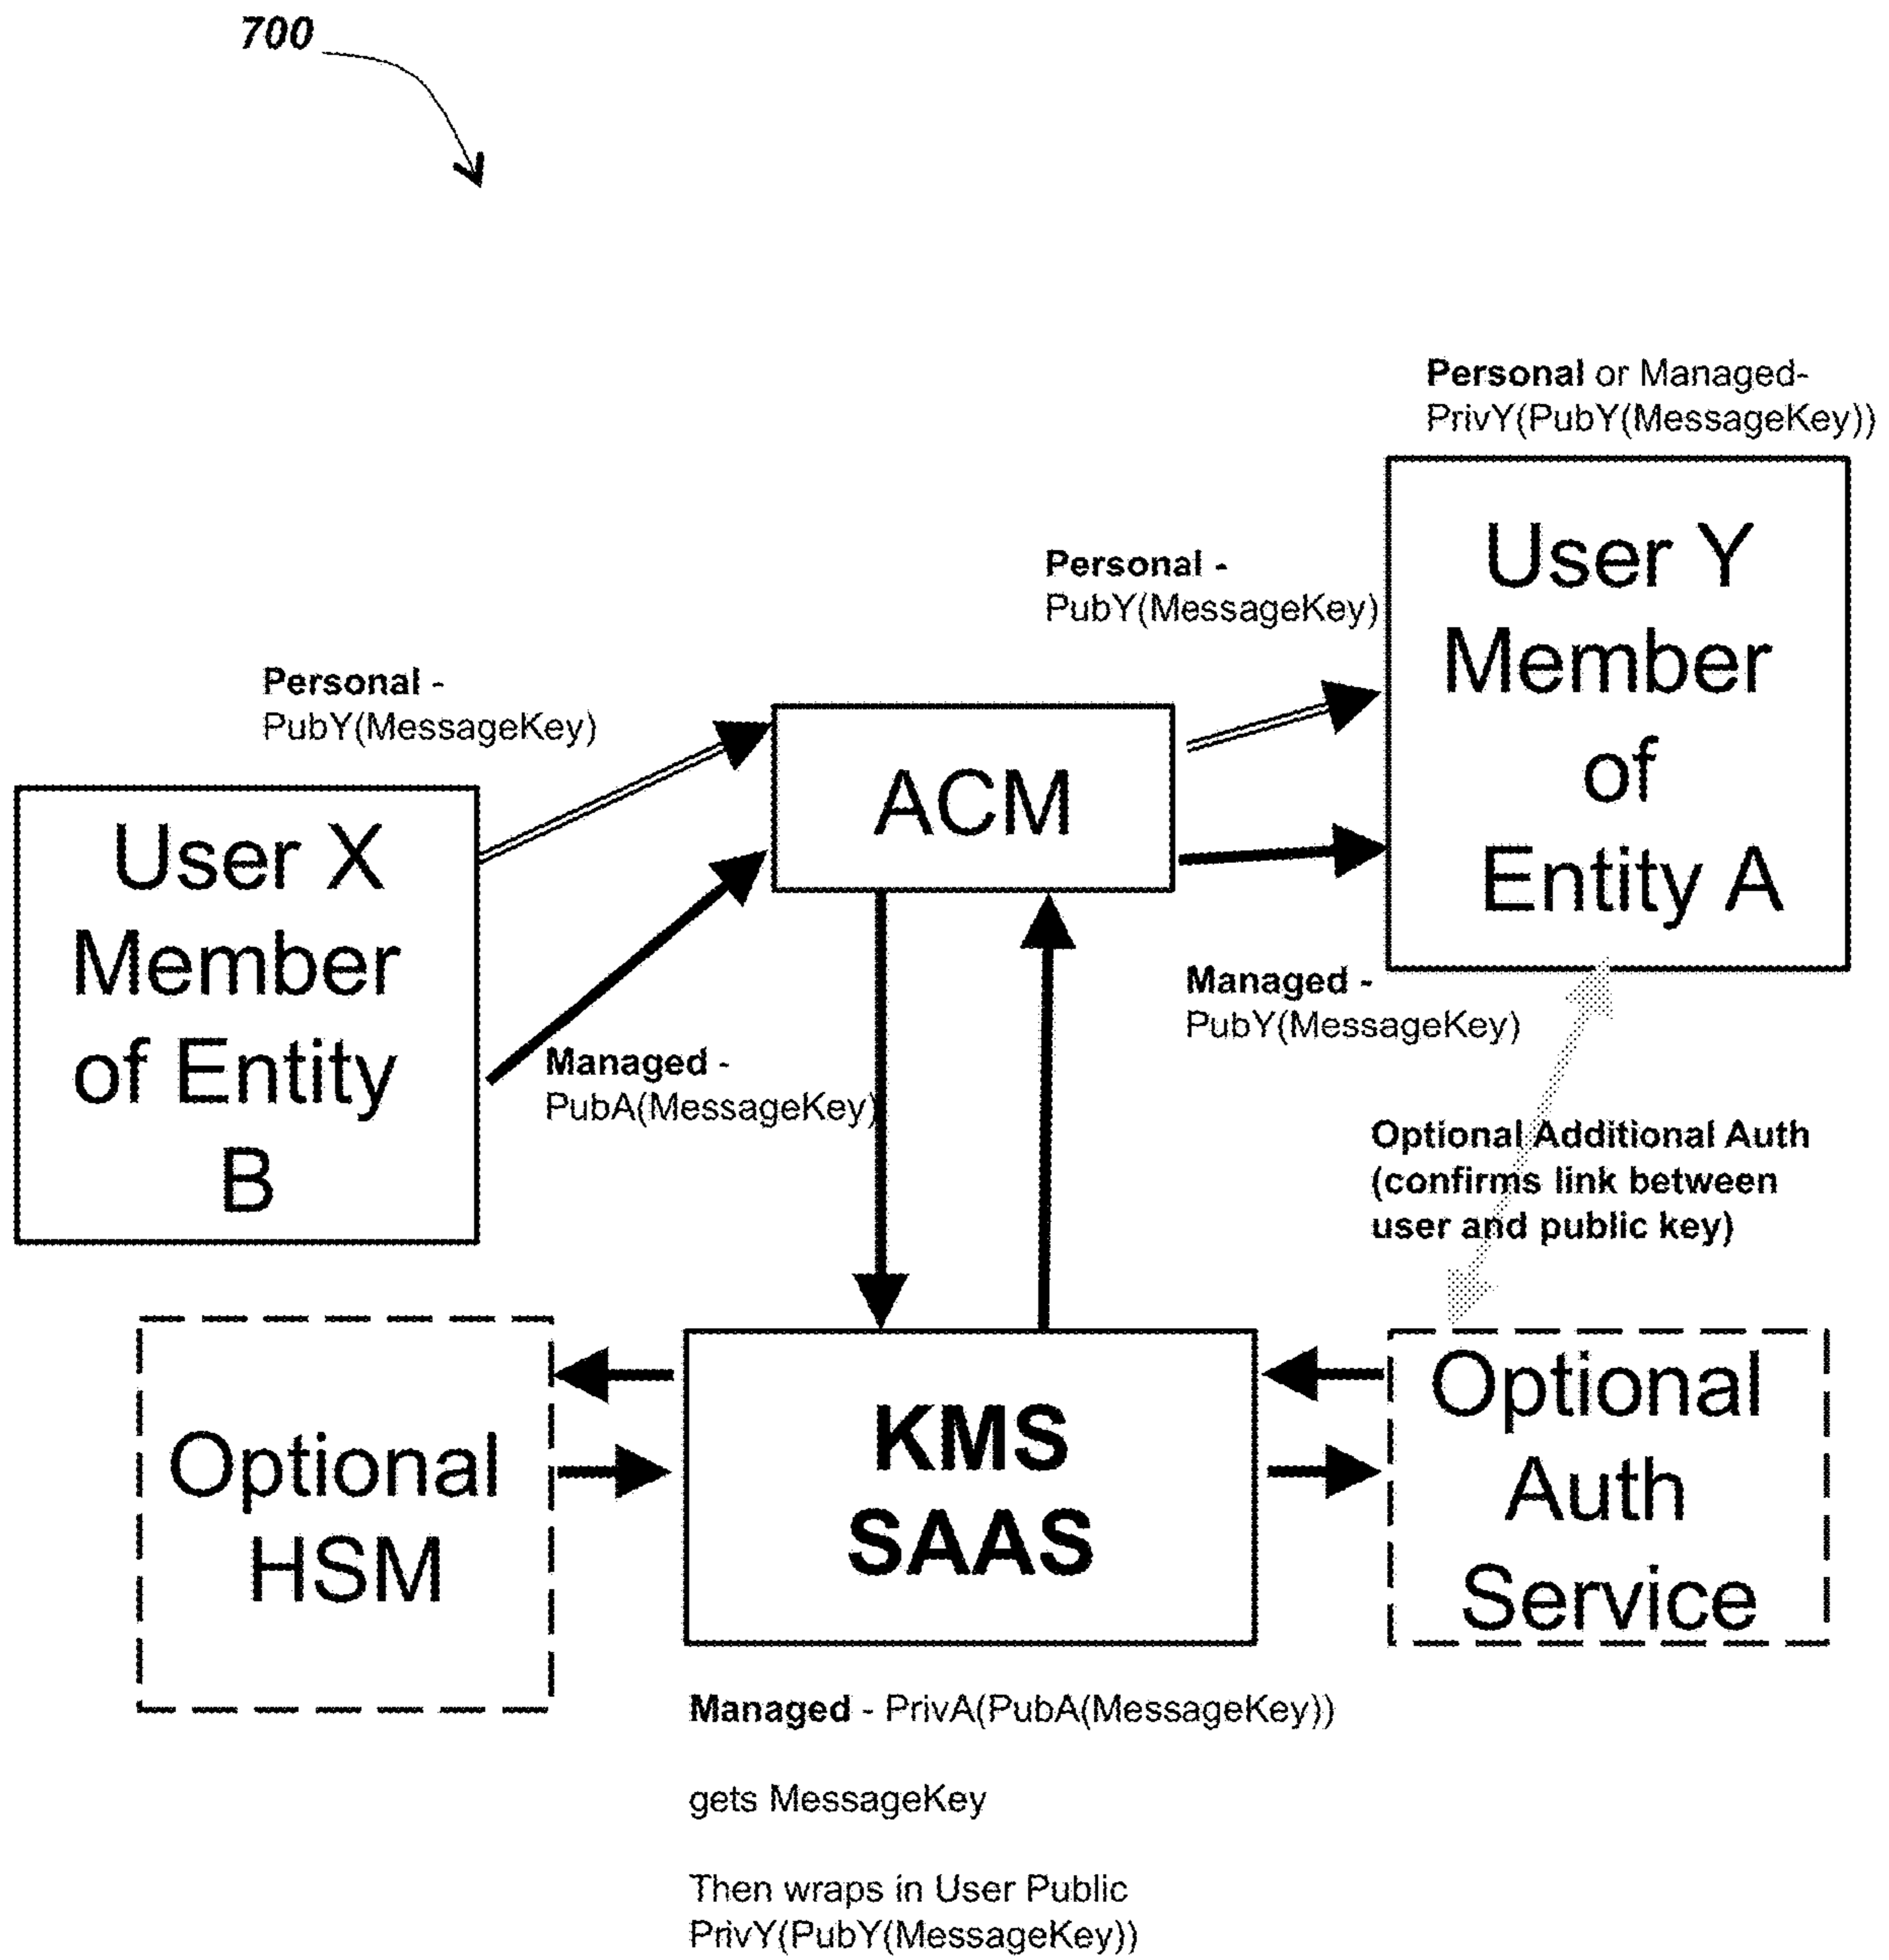 700
Personal or Managed-
PrivY(PubY(MessageKey))
User Y
Member
of
Entity A
Personal -
PubY(MessageKey)
Personal -
PubY(MessageKey)
ACM
User X
Member
of Entity
B
Managed -
PubY(MessageKey)
Managed -
PubA(MessageKey)
Optional Additional Auth
(confirms link between
user and public key)
Optional
HSM
KMS
SAAS
Optional
Auth
Service
Managed - PrivA(PubA(MessageKey))
gets MessageKey
Then wraps in User Public
PrivY(PubY(MessageKey))